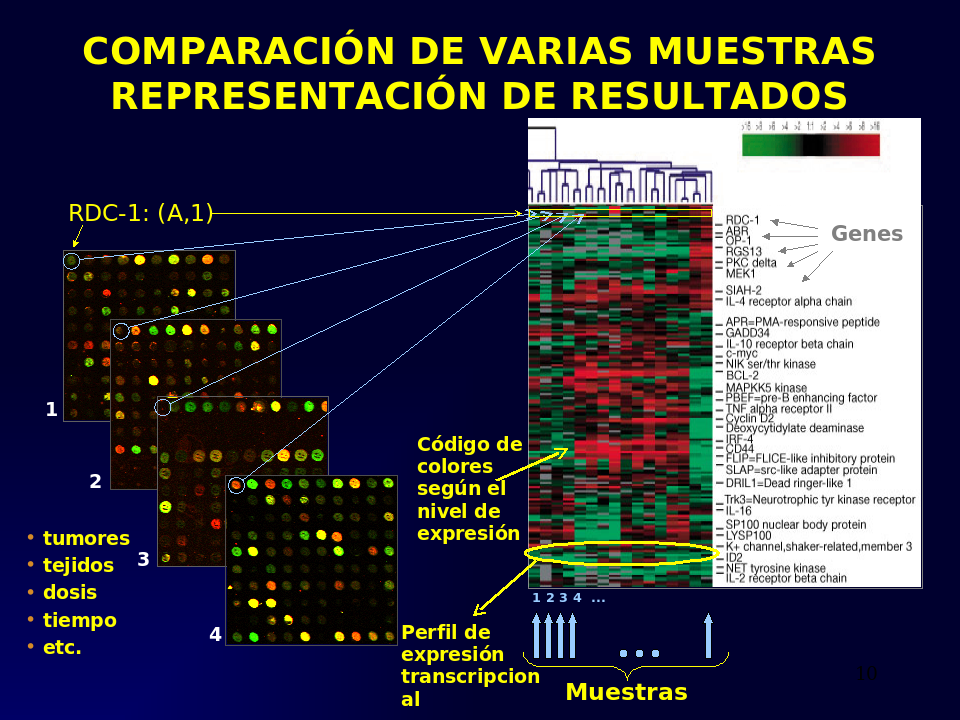 COMPARACIÓN DE VARIAS MUESTRAS
REPRESENTACIÓN DE RESULTADOS
RDC-1: (A,1)
1
2
3
4
• tumores
• tejidos
• dosis
• tiempo
• etc.
Código de
colores
según el
nivel de
expresión
Perfil de
expresión
transcripcion
al
RDC-1
ABR
OP-1
RGS13
PKC delta
MEK1
SIAH-2
IL-4 receptor alpha chain
APR=PMA-responsive peptide
GADD34
IL-10 receptor beta chain
c-myc
NIK ser/thr kinase
BCL-2
MAPKK5 kinase
PBEF=pre-B enhancing factor
TNF alpha receptor II
Cyclin D2
Deoxycytidylate deaminase
IRF-4
CD44
FLIP=FLICE-like inhibitory protein
SLAP=src-like adapter protein
DRIL1=Dead ringer-like 1
Trk3=Neurotrophic tyr kinase receptor
IL-16
SP100 nuclear body protein
LYSP100
K+ channel,shaker-related,member 3
ID2
NET tyrosine kinase
IL-2 receptor beta chain
Genes
1 2 3 4 ...
Muestras
10